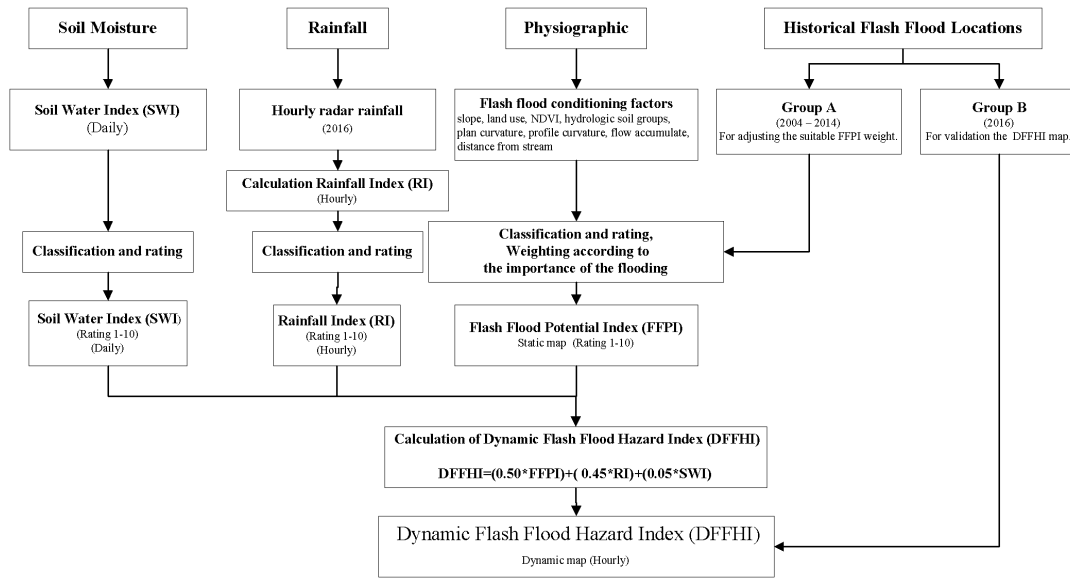 Soil Moisture
Rainfall
Physiographic
Historical Flash Flood Locations
Soil Water Index (SWI)
(Daily)
Hourly radar rainfall
(2016)
Flash flood conditioning factors
slope, land use, NDVI, hydrologic soil groups,
plan curvature, profile curvature, flow accumulate,
distance from stream
Group A
(2004 – 2014)
For adjusting the suitable FFPI weight.
Group B
(2016)
For validation the DFFHI map.
Calculation Rainfall Index (RI)
(Hourly)
Classification and rating
Classification and rating
Classification and rating,
Weighting according to
the importance of the flooding
Soil Water Index (SWI)
(Rating 1-10)
(Daily)
Rainfall Index (RI)
(Rating 1-10)
(Hourly)
Flash Flood Potential Index (FFPI)
Static map (Rating 1-10)
Calculation of Dynamic Flash Flood Hazard Index (DFFHI)
DFFHI=(0.50*FFPI)+( 0.45*RI)+(0.05*SWI)
Dynamic Flash Flood Hazard Index (DFFHI)
Dynamic map (Hourly)